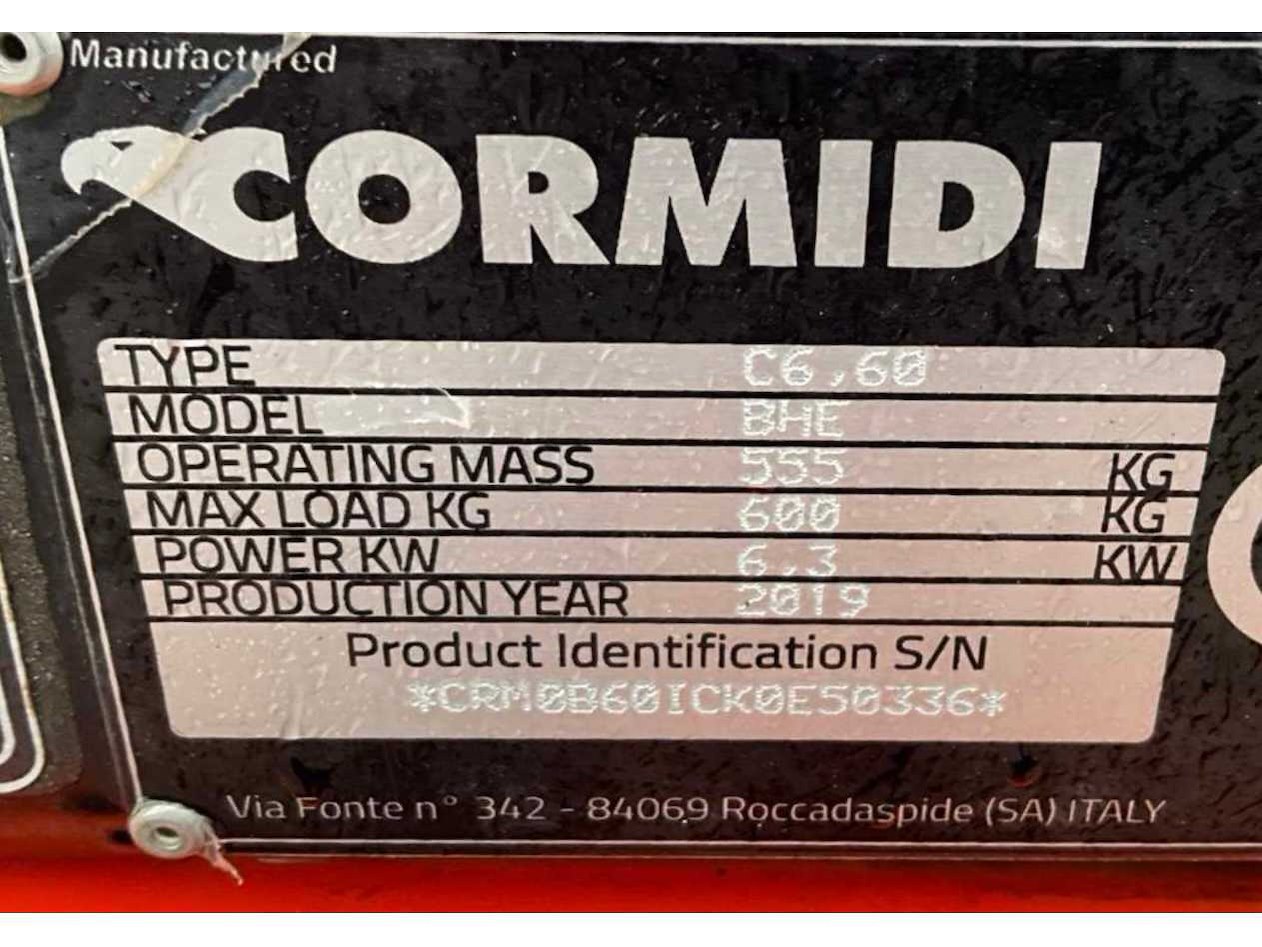 Manufactured
CORMIDI
TYPE C6,60
MODEL BHE
OPERATING MASS 555 KG
MAX LOAD KG 600 KG
POWER KW 6.3 KW
PRODUCTION YEAR 2019
Product Identification S/N
*CRM0B60ICK0E50336*
Via Fonte n° 342 - 84069 Roccadaspide (SA) ITALY